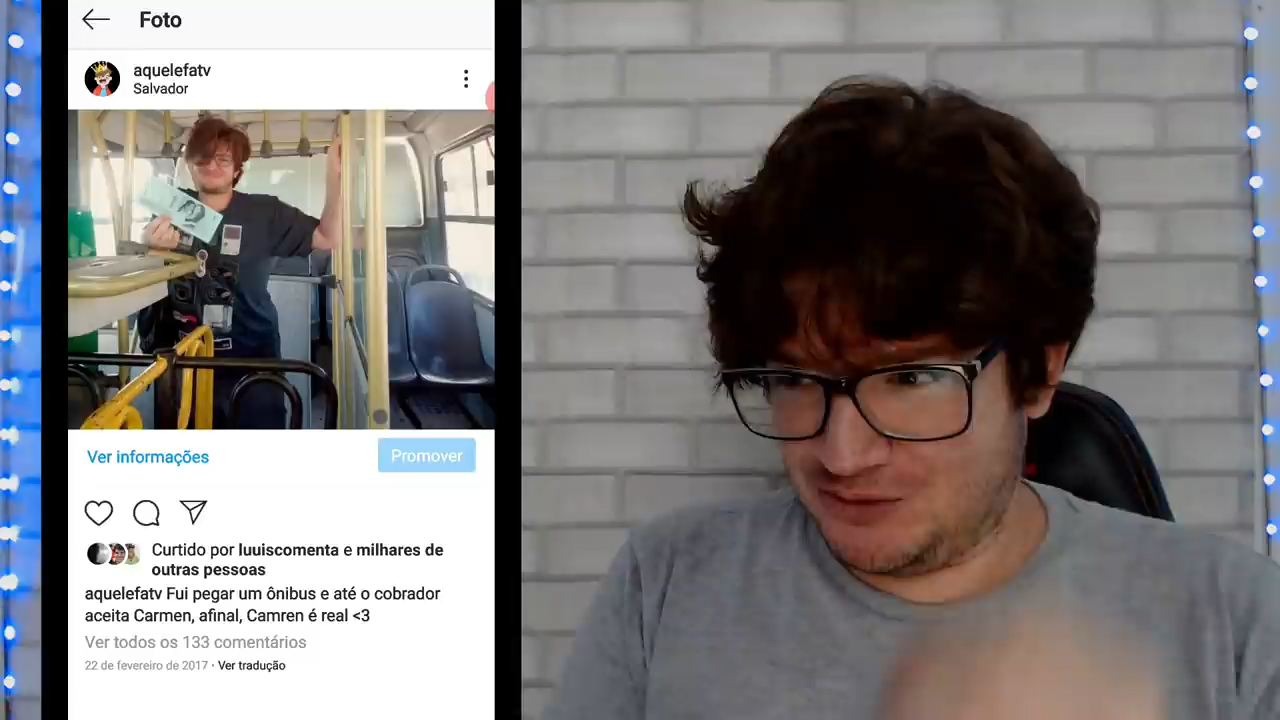 Foto
aquelefatv
Salvador
Ver informações
Promover
Curtido por luuiscomenta e milhares de
outras pessoas
aquelefatv Fui pegar um ônibus e até o cobrador
aceita Carmen, afinal, Camren é real <3
Ver todos os 133 comentários
22 de fevereiro de 2017 · Ver tradução